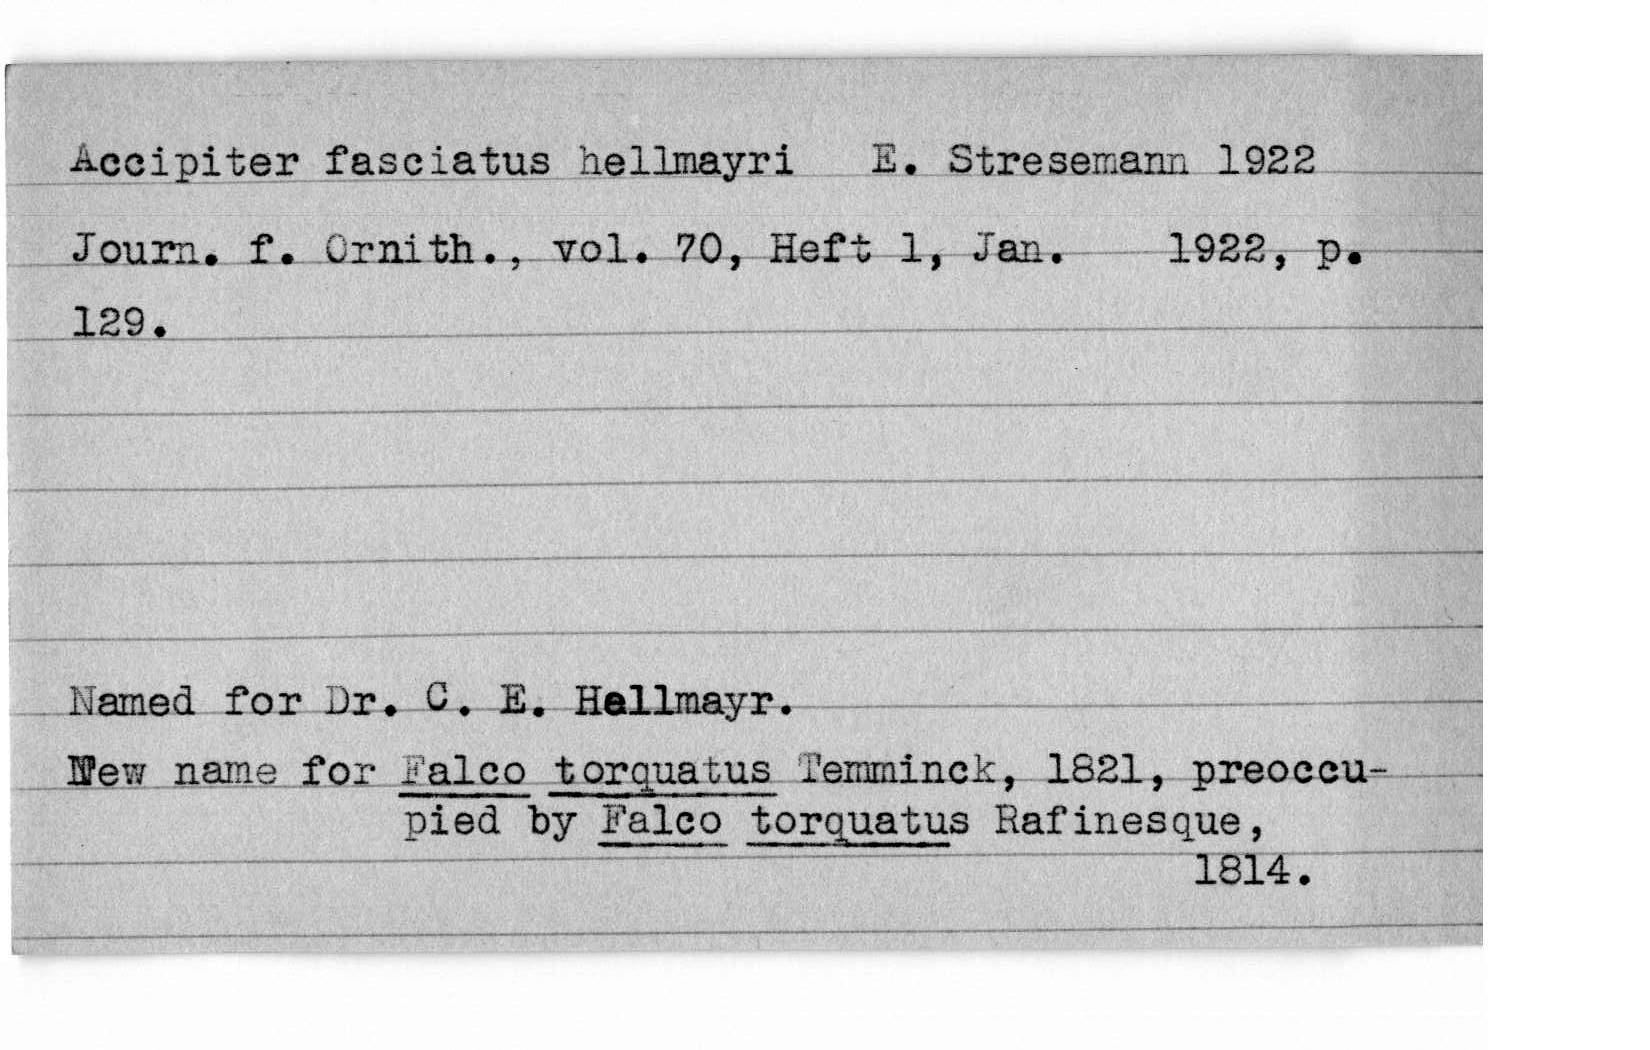 Accipiter fasciatus hellmayri E. Stresemann 1922
Journ. f. Ornith., vol. 70, Heft 1, Jan. 1922, p.
129.
Named for Dr. C. E. Hellmayr.
New name for Falco torquatus Temminck, 1821, preoccu-
pied by Falco torquatus Rafinesque,
1814.